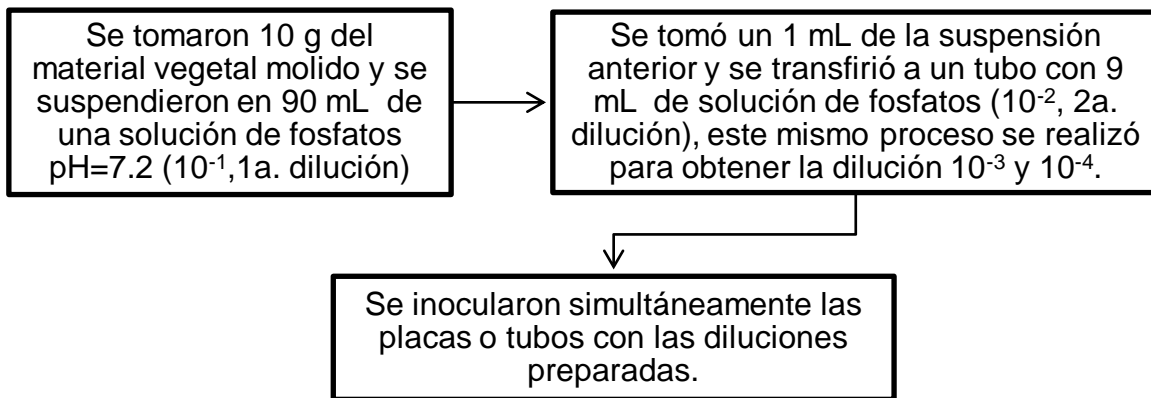 Se tomaron 10 g del
material vegetal molido y se
suspendieron en 90 mL de
una solución de fosfatos
pH=7.2 (10⁻¹,1a. dilución)
Se tomó un 1 mL de la suspensión
anterior y se transfirió a un tubo con 9
mL de solución de fosfatos (10⁻², 2a.
dilución), este mismo proceso se realizó
para obtener la dilución 10⁻³ y 10⁻⁴.
Se inocularon simultáneamente las
placas o tubos con las diluciones
preparadas.